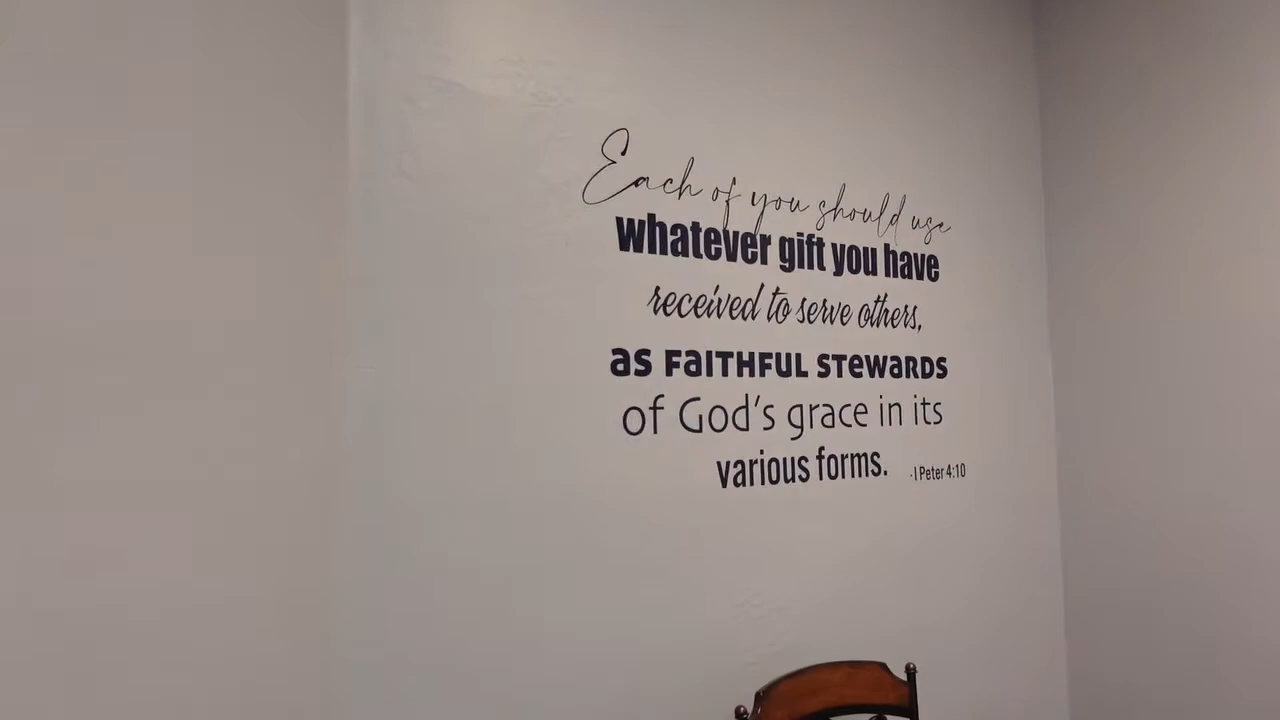 Each of you should use
whatever gift you have
received to serve others,
as FaITHFUL STewaRDS
of God's grace in its
various forms.
-I Peter 4:10